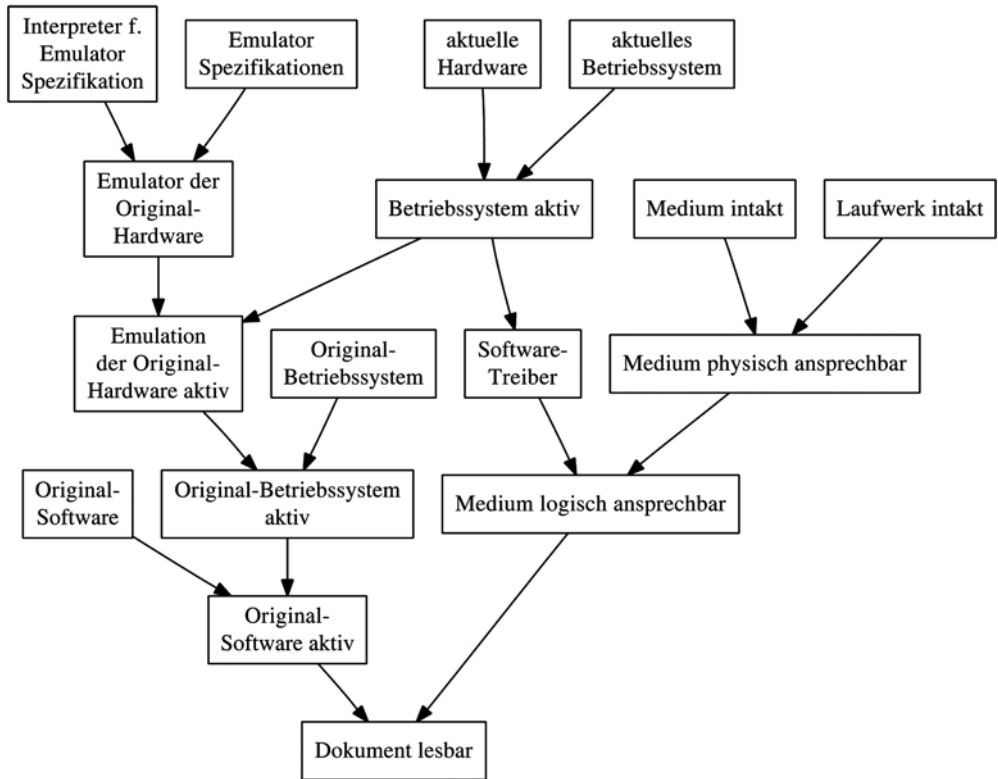 Interpreter f.
Emulator
Spezifikation
Emulator
Spezifikationen
aktuelle
Hardware
aktuelles
Betriebssystem
Emulator der
Original-
Hardware
Betriebssystem aktiv
Medium intakt
Laufwerk intakt
Emulation
der Original-
Hardware aktiv
Original-
Betriebssystem
Software-
Treiber
Medium physisch ansprechbar
Original-
Software
Original-Betriebssystem
aktiv
Medium logisch ansprechbar
Original-
Software aktiv
Dokument lesbar